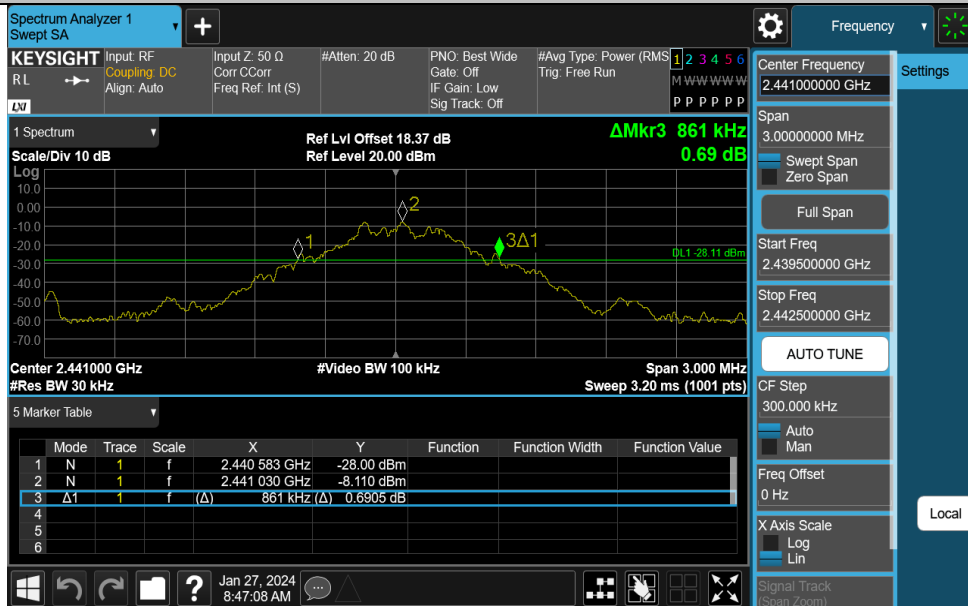 Spectrum Analyzer 1
Swept SA
Frequency
KEYSIGHT
RL
LXI
Input: RF
Coupling: DC
Align: Auto
Input Z: 50 Ω
Corr CCorr
Freq Ref: Int (S)
#Atten: 20 dB
PNO: Best Wide
Gate: Off
IF Gain: Low
Sig Track: Off
#Avg Type: Power (RMS
Trig: Free Run
1 2 3 4 5 6
M W W W W W
P P P P P P
1 Spectrum
Scale/Div 10 dB
Log
Ref Lvl Offset 18.37 dB
Ref Level 20.00 dBm
ΔMkr3 861 kHz
0.69 dB
10.0
0.00
-10.0
-20.0
-30.0
-40.0
-50.0
-60.0
-70.0
1
2
3Δ1
DL1 -28.11 dBm
Center 2.441000 GHz
#Video BW 100 kHz
Span 3.000 MHz
#Res BW 30 kHz
Sweep 3.20 ms (1001 pts)
5 Marker Table
Mode Trace Scale X Y Function Function Width Function Value
1 N 1 f 2.440 583 GHz -28.00 dBm
2 N 1 f 2.441 030 GHz -8.110 dBm
3 Δ1 1 f (Δ) 861 kHz (Δ) 0.6905 dB
4
5
6
Jan 27, 2024
8:47:08 AM
Center Frequency
2.441000000 GHz
Span
3.00000000 MHz
Swept Span
Zero Span
Full Span
Start Freq
2.439500000 GHz
Stop Freq
2.442500000 GHz
AUTO TUNE
CF Step
300.000 kHz
Auto
Man
Freq Offset
0 Hz
X Axis Scale
Log
Lin
Signal Track
(Span Zoom)
Settings
Local